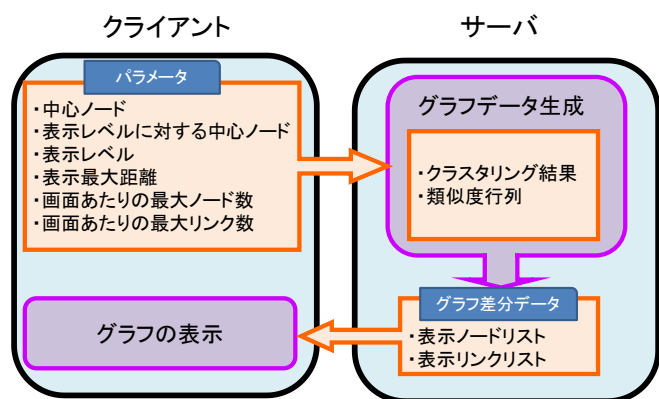 クライアント
サーバ
パラメータ
・中心ノード
・表示レベルに対する中心ノード
・表示レベル
・表示最大距離
・画面あたりの最大ノード数
・画面あたりの最大リンク数
グラフデータ生成
・クラスタリング結果
・類似度行列
グラフ差分データ
・表示ノードリスト
・表示リンクリスト
グラフの表示